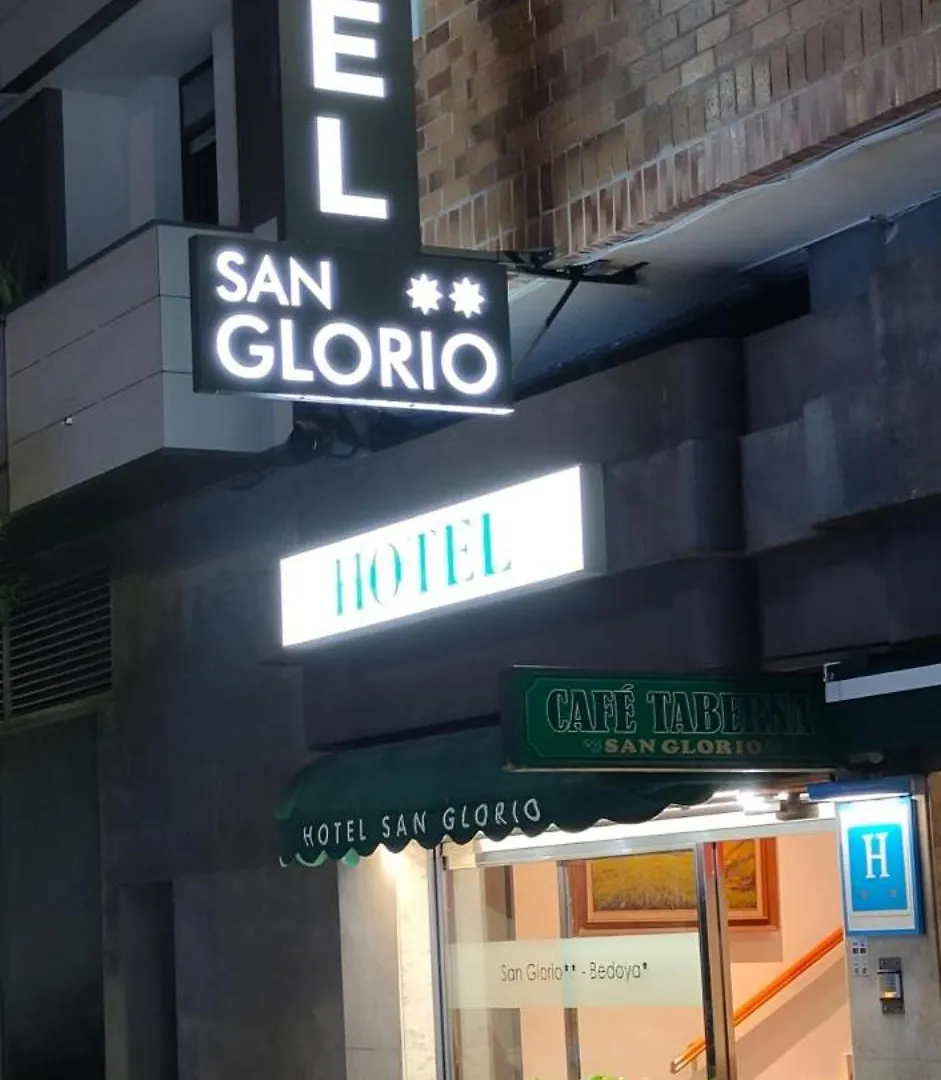 EL
SAN
GLORIO
HOTEL
CAFÉ TABERNA
SAN GLORIO
HOTEL SAN GLORIO
H
San Glorio** - Bedoya*